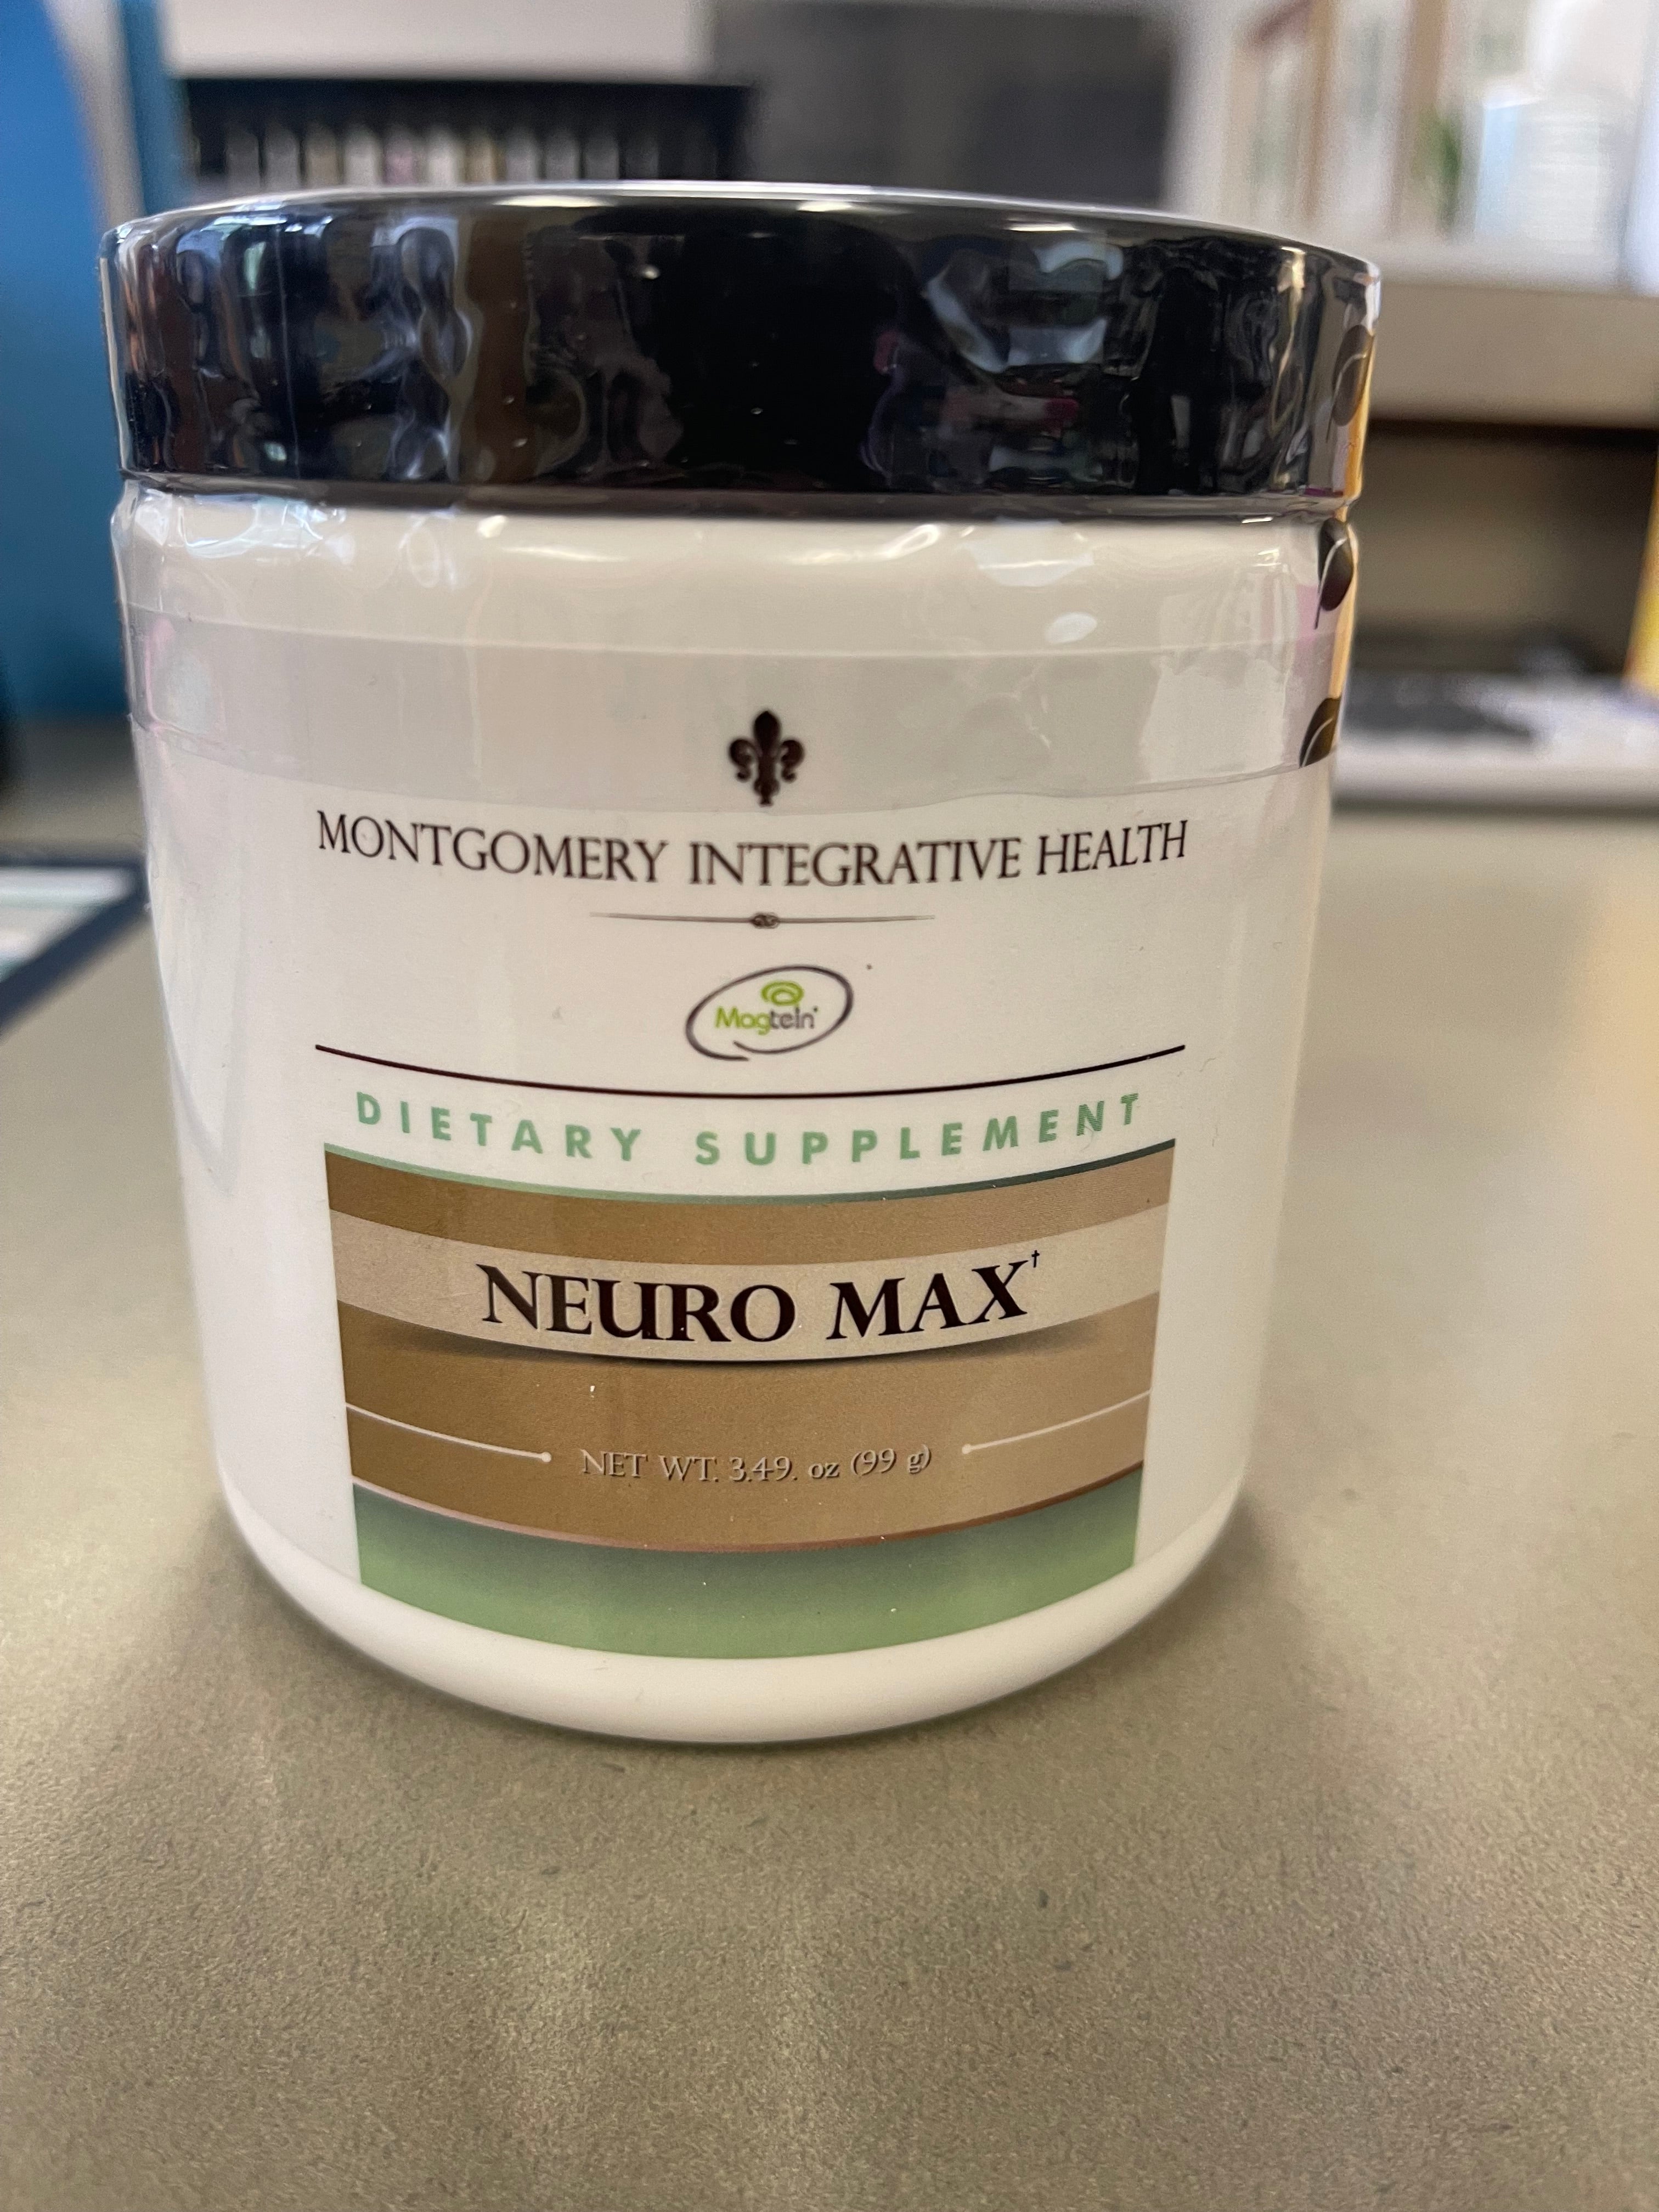 MONTGOMERY INTEGRATIVE HEALTH
Magtein®
DIETARY SUPPLEMENT
NEURO MAX†
NET WT. 3.49. oz (99 g)